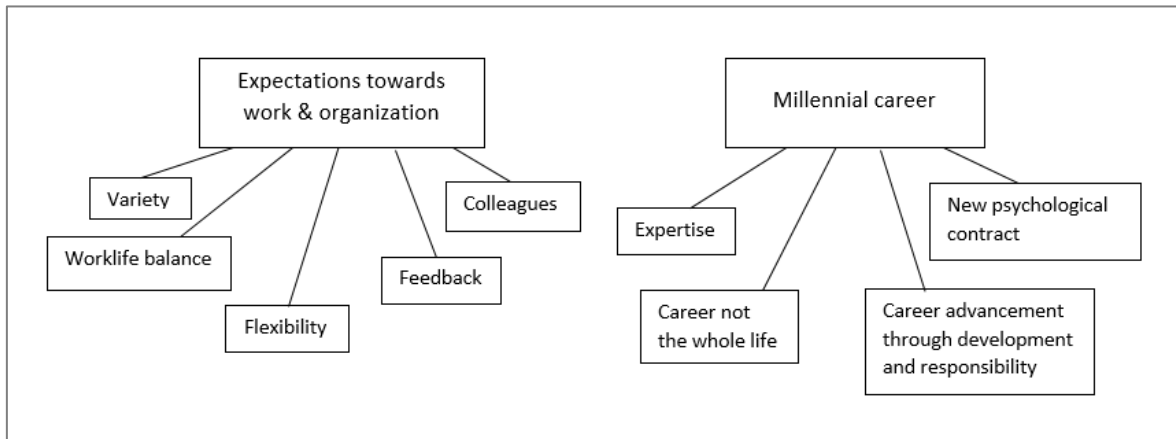 Expectations towards
work & organization
Variety
Worklife balance
Flexibility
Feedback
Colleagues
Millennial career
Expertise
Career not
the whole life
Career advancement
through development
and responsibility
New psychological
contract